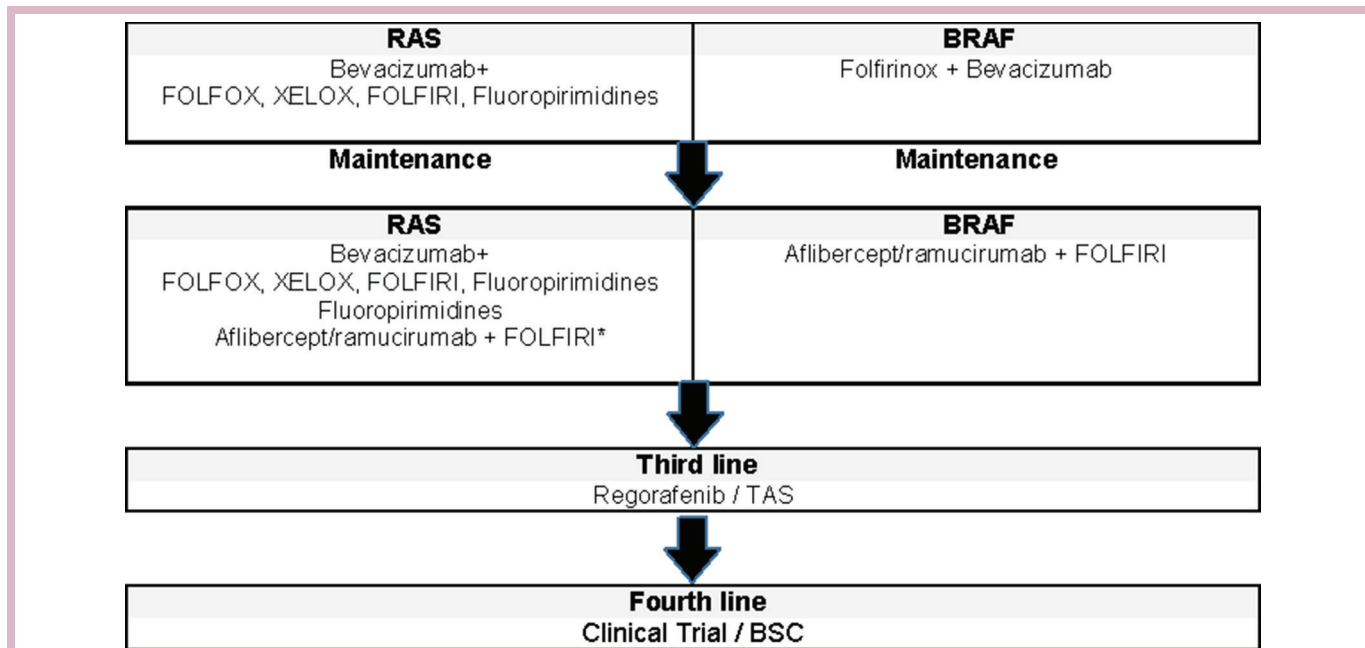 RAS
Bevacizumab+
FOLFOX, XELOX, FOLFIRI, Fluoropirimidines
BRAF
Folfirinox + Bevacizumab
Maintenance
Maintenance
RAS
Bevacizumab+
FOLFOX, XELOX, FOLFIRI, Fluoropirimidines
Fluoropirimidines
Aflibercept/ramucirumab + FOLFIRI*
BRAF
Aflibercept/ramucirumab + FOLFIRI
Third line
Regorafenib / TAS
Fourth line
Clinical Trial / BSC